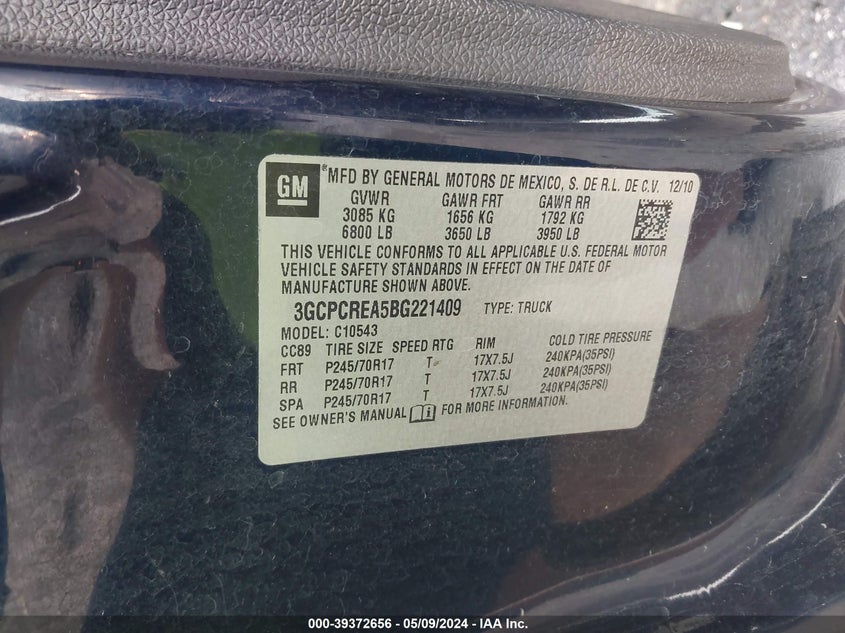 GM
®MFD BY GENERAL MOTORS DE MEXICO, S. DE R.L. DE C.V. 12/10
GVWR GAWR FRT GAWR RR
3085 KG 1656 KG 1792 KG
6800 LB 3650 LB 3950 LB
THIS VEHICLE CONFORMS TO ALL APPLICABLE U.S. FEDERAL MOTOR
VEHICLE SAFETY STANDARDS IN EFFECT ON THE DATE OF
MANUFACTURE SHOWN ABOVE.
3GCPCREA5BG221409 TYPE: TRUCK
MODEL: C10543
CC89 TIRE SIZE SPEED RTG RIM COLD TIRE PRESSURE
FRT P245/70R17 T 17X7.5J 240KPA(35PSI)
RR P245/70R17 T 17X7.5J 240KPA(35PSI)
SPA P245/70R17 T 17X7.5J 240KPA(35PSI)
SEE OWNER'S MANUAL i FOR MORE INFORMATION.
000-39372656 - 05/09/2024 - IAA Inc.